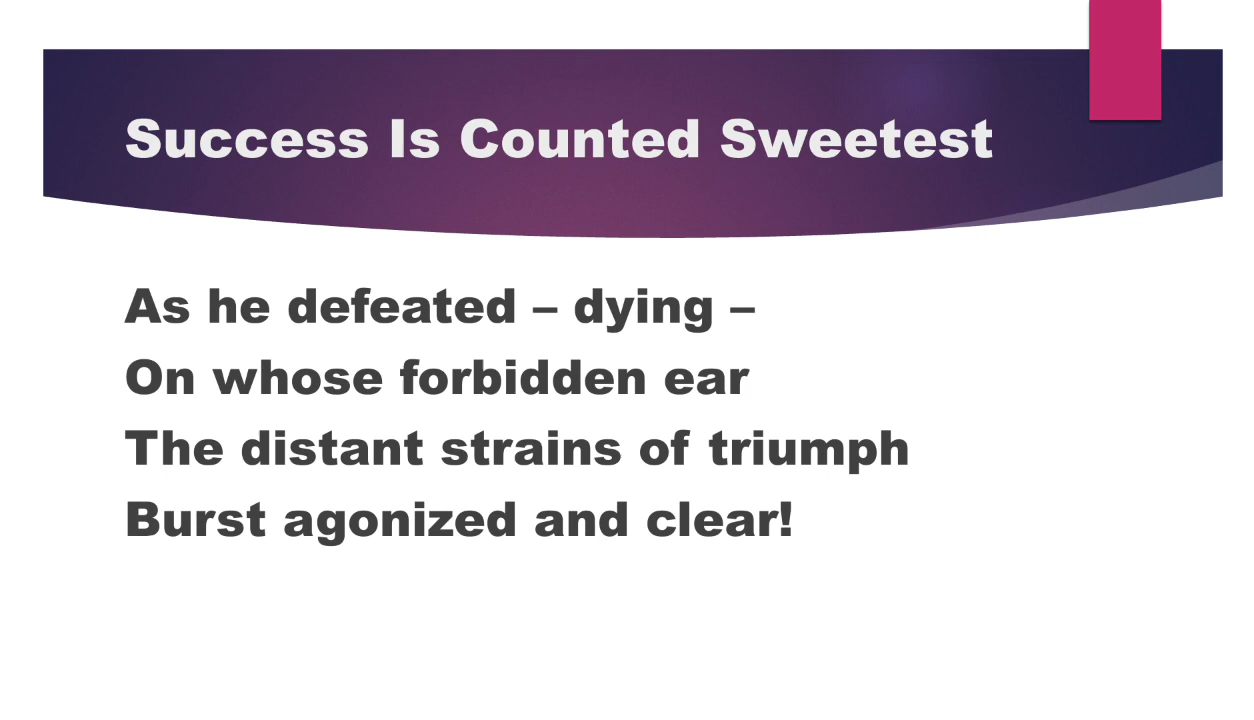 Success Is Counted Sweetest
As he defeated – dying –
On whose forbidden ear
The distant strains of triumph
Burst agonized and clear!